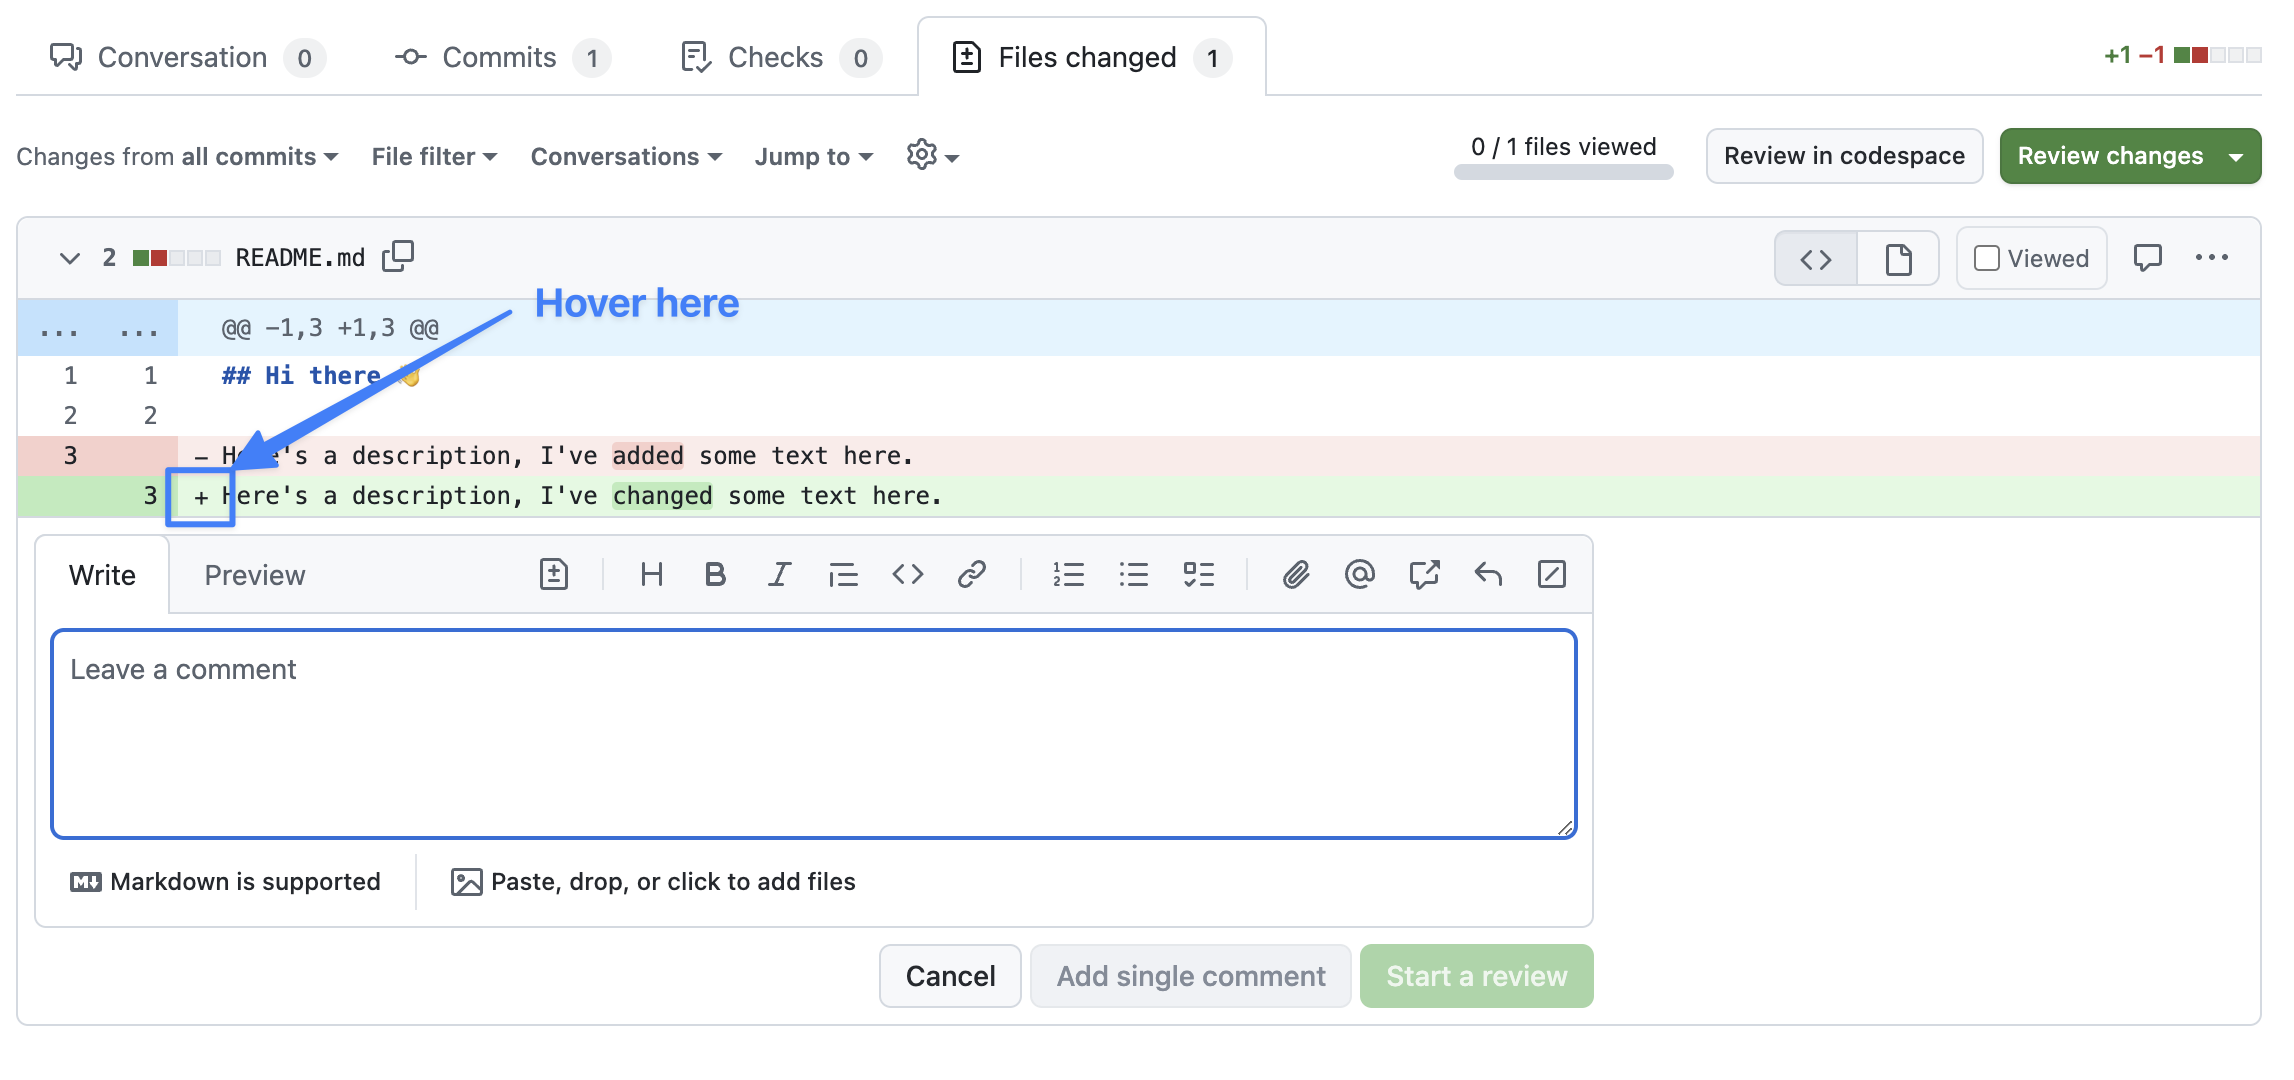 Conversation 0 Commits 1 Checks 0 Files changed 1 +1 −1
Changes from all commits File filter Conversations Jump to 0 / 1 files viewed Review in codespace Review changes
2 README.md Viewed
Hover here
... ... @@ −1,3 +1,3 @@
1 1 ## Hi there 👋
2 2
3 − Here's a description, I've added some text here.
3 + Here's a description, I've changed some text here.
Write Preview
Leave a comment
Markdown is supported Paste, drop, or click to add files
Cancel Add single comment Start a review